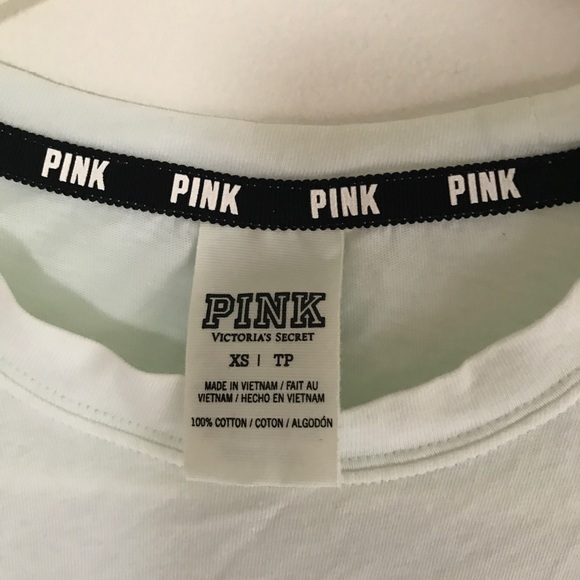 PINK PINK PINK PINK
PINK
VICTORIA'S SECRET
XS | TP
MADE IN VIETNAM / FAIT AU
VIETNAM / HECHO EN VIETNAM
100% COTTON / COTON / ALGODÓN